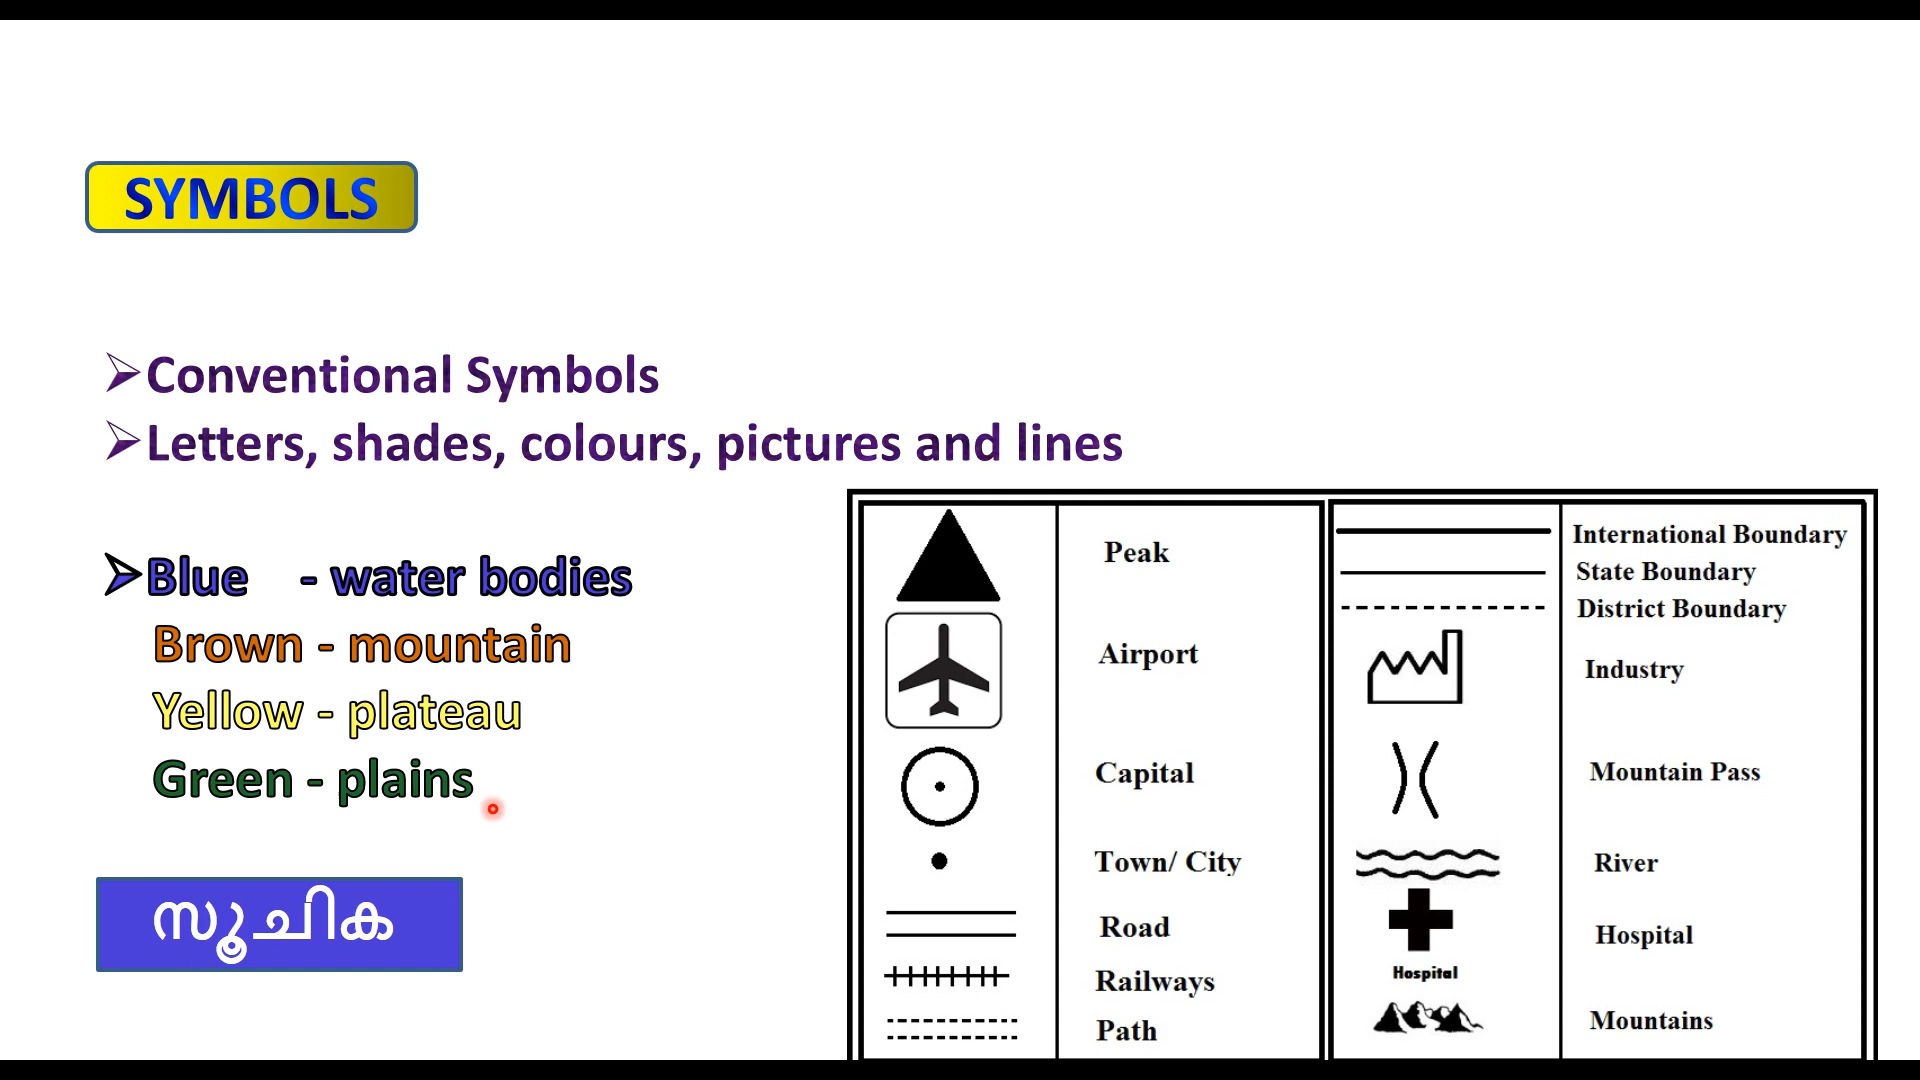 SYMBOLS
➢Conventional Symbols
➢Letters, shades, colours, pictures and lines
➢Blue - water bodies
Brown - mountain
Yellow - plateau
Green - plains
സൂചിക
Peak
Airport
Capital
Town/ City
Road
Railways
Path
International Boundary
State Boundary
District Boundary
Industry
Mountain Pass
River
Hospital
Hospital
Mountains